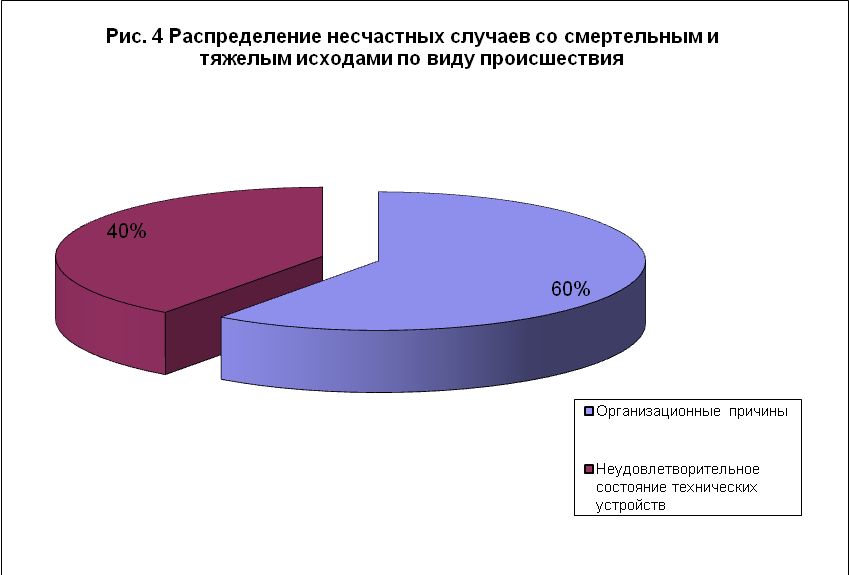 Рис. 4 Распределение несчастных случаев со смертельным и
тяжелым исходами по виду происшествия
40%
60%
Организационные причины
Неудовлетворительное
состояние технических
устройств